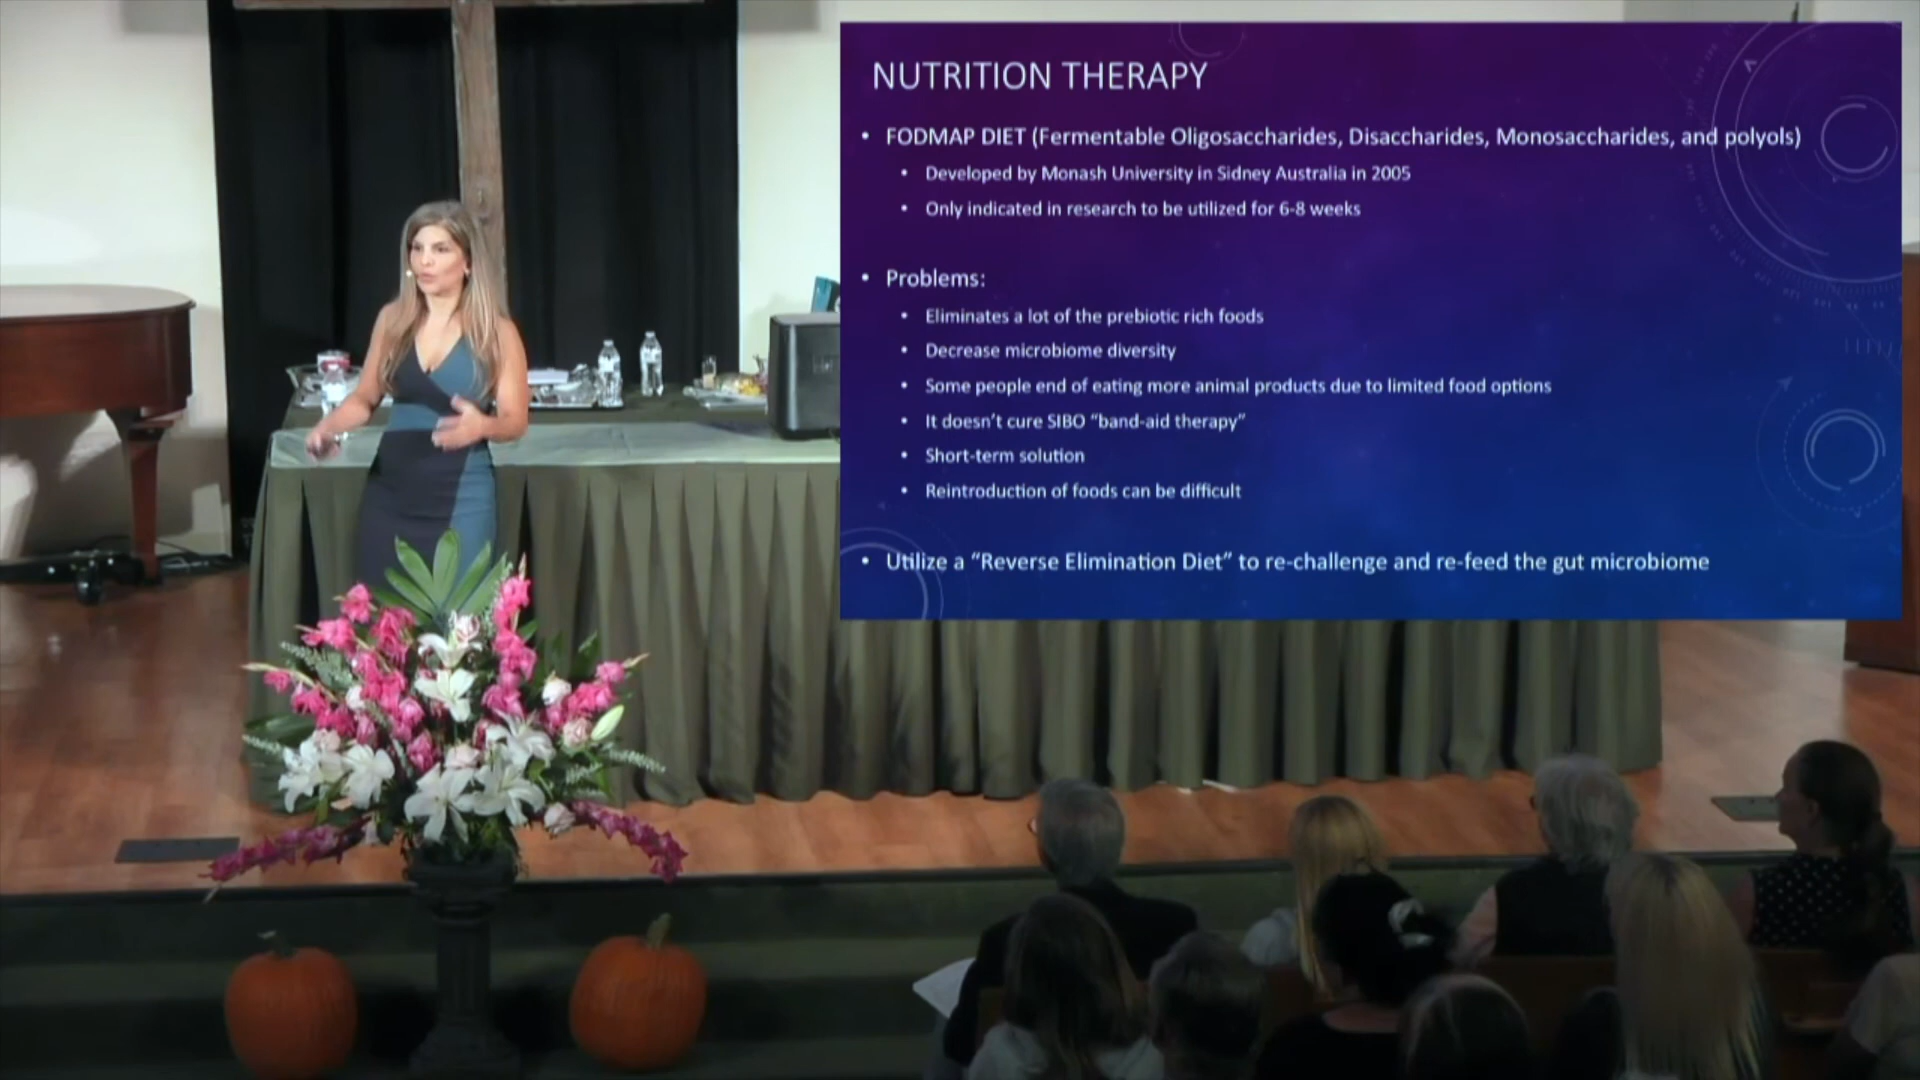 NUTRITION THERAPY
• FODMAP DIET (Fermentable Oligosaccharides, Disaccharides, Monosaccharides, and polyols)
• Developed by Monash University in Sidney Australia in 2005
• Only indicated in research to be utilized for 6-8 weeks
• Problems:
• Eliminates a lot of the prebiotic rich foods
• Decrease microbiome diversity
• Some people end of eating more animal products due to limited food options
• It doesn't cure SIBO “band-aid therapy”
• Short-term solution
• Reintroduction of foods can be difficult
• Utilize a “Reverse Elimination Diet” to re-challenge and re-feed the gut microbiome